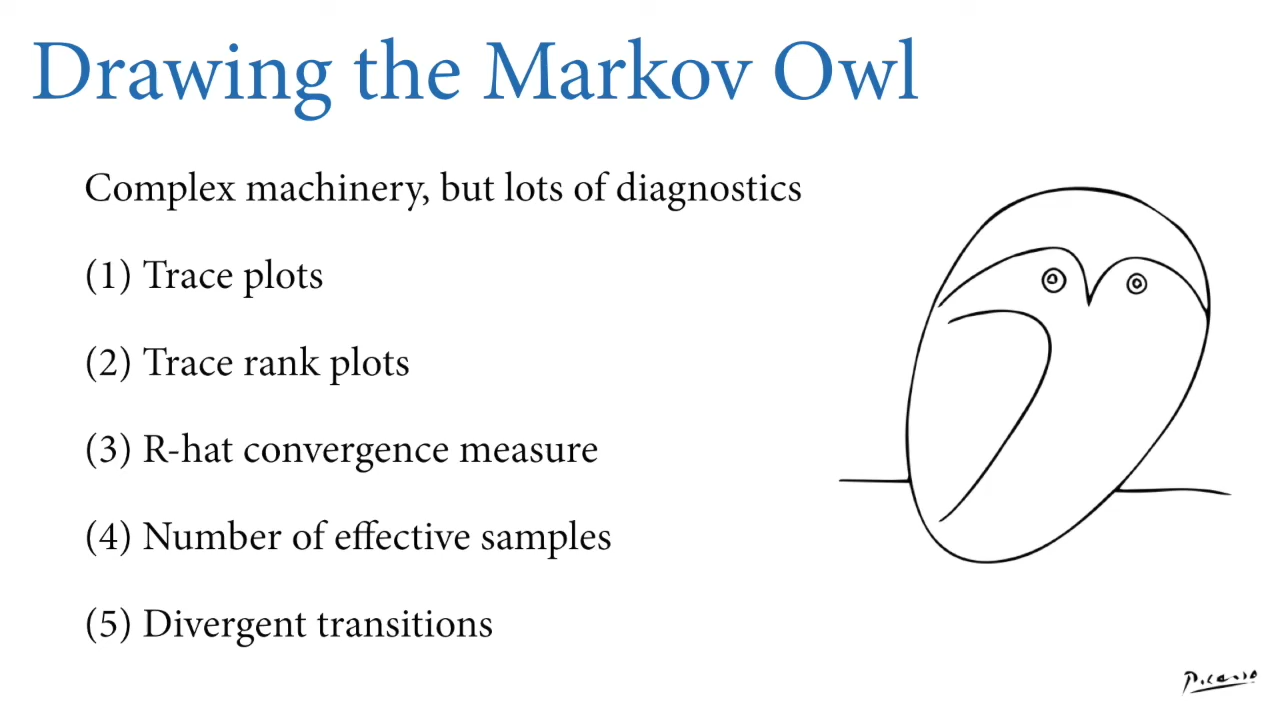 Drawing the Markov Owl
Complex machinery, but lots of diagnostics
(1) Trace plots
(2) Trace rank plots
(3) R-hat convergence measure
(4) Number of effective samples
(5) Divergent transitions
Picasso